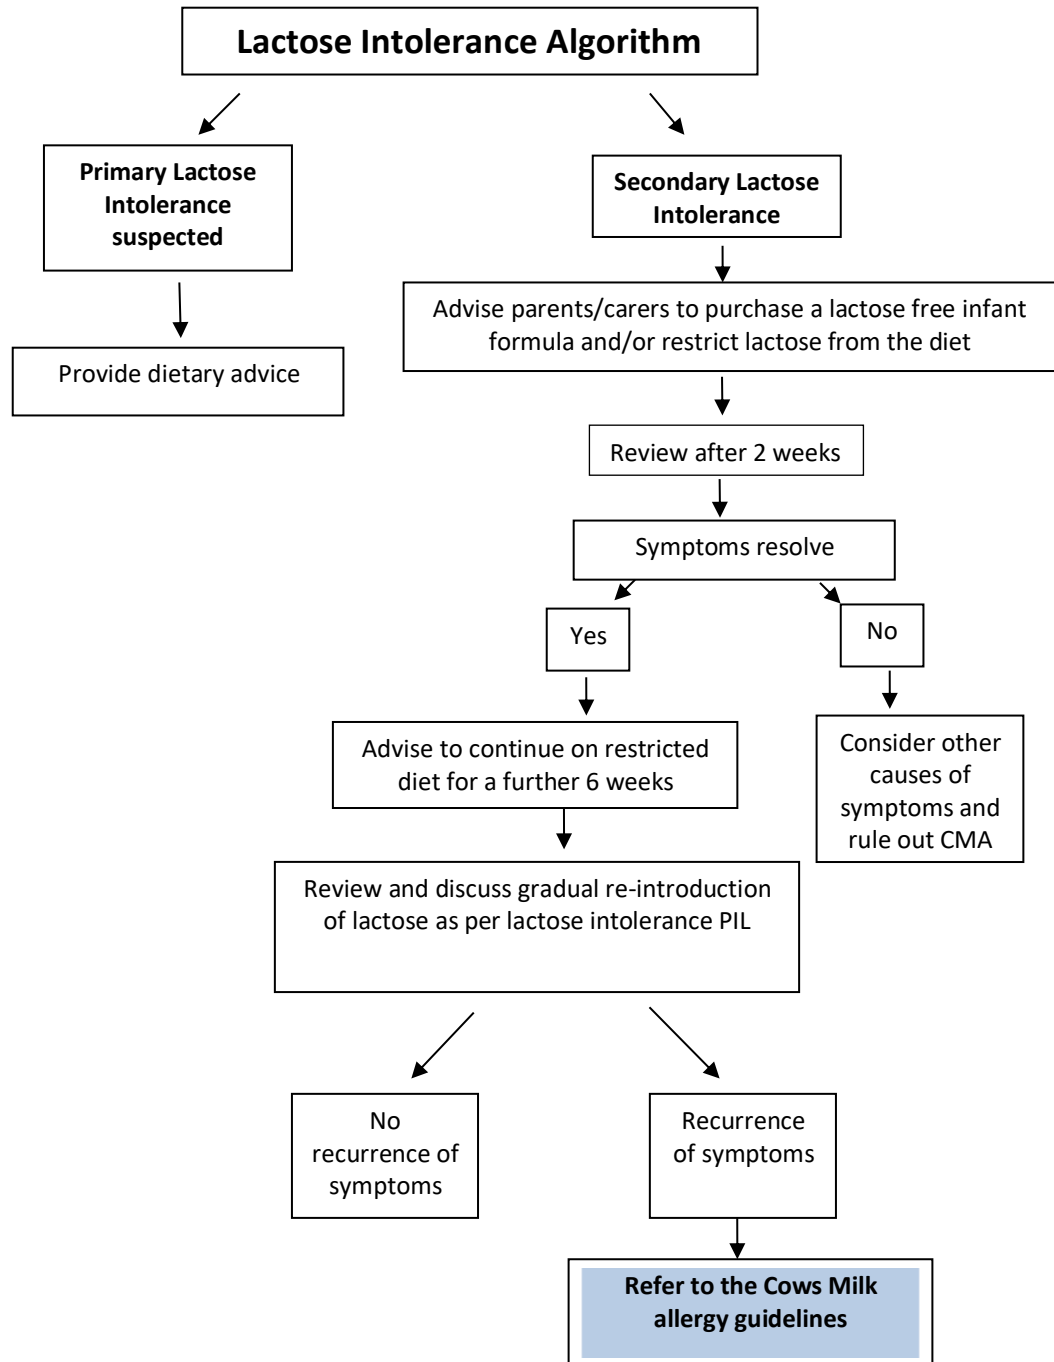 Lactose Intolerance Algorithm
Primary Lactose
Intolerance
suspected
Provide dietary advice
Secondary Lactose
Intolerance
Advise parents/carers to purchase a lactose free infant
formula and/or restrict lactose from the diet
Review after 2 weeks
Symptoms resolve
Yes
No
Advise to continue on restricted
diet for a further 6 weeks
Consider other
causes of
symptoms and
rule out CMA
Review and discuss gradual re-introduction
of lactose as per lactose intolerance PIL
No
recurrence of
symptoms
Recurrence
of symptoms
Refer to the Cows Milk
allergy guidelines